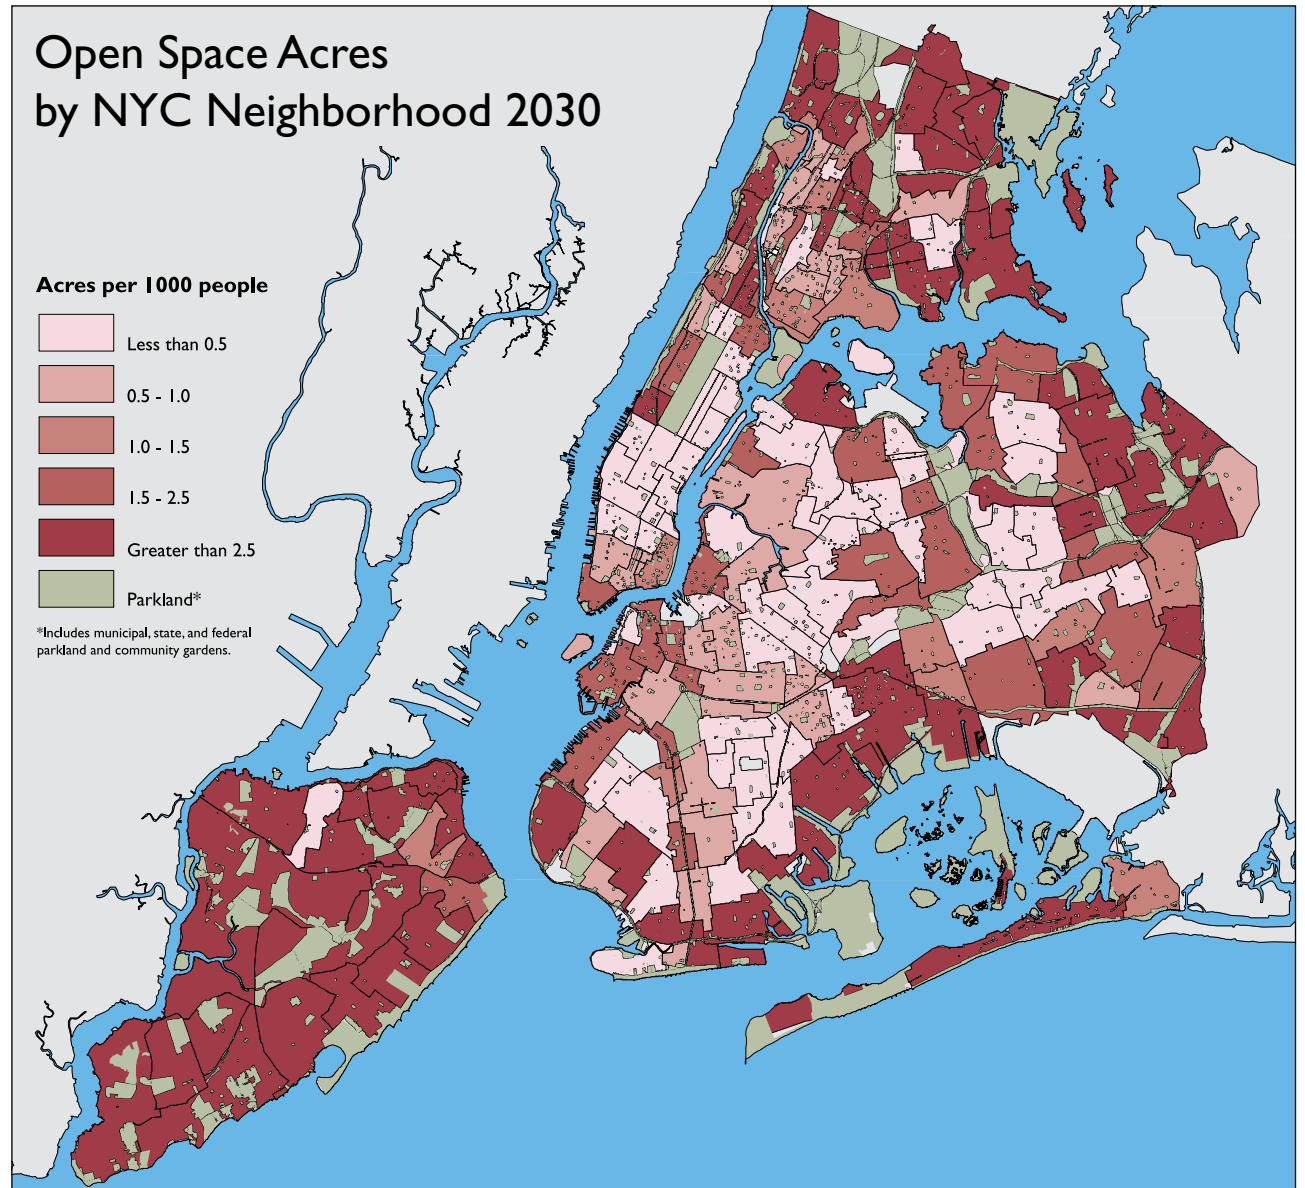 Open Space Acres
by NYC Neighborhood 2030
Acres per 1000 people
Less than 0.5
0.5 - 1.0
1.0 - 1.5
1.5 - 2.5
Greater than 2.5
Parkland*
*Includes municipal, state, and federal
parkland and community gardens.